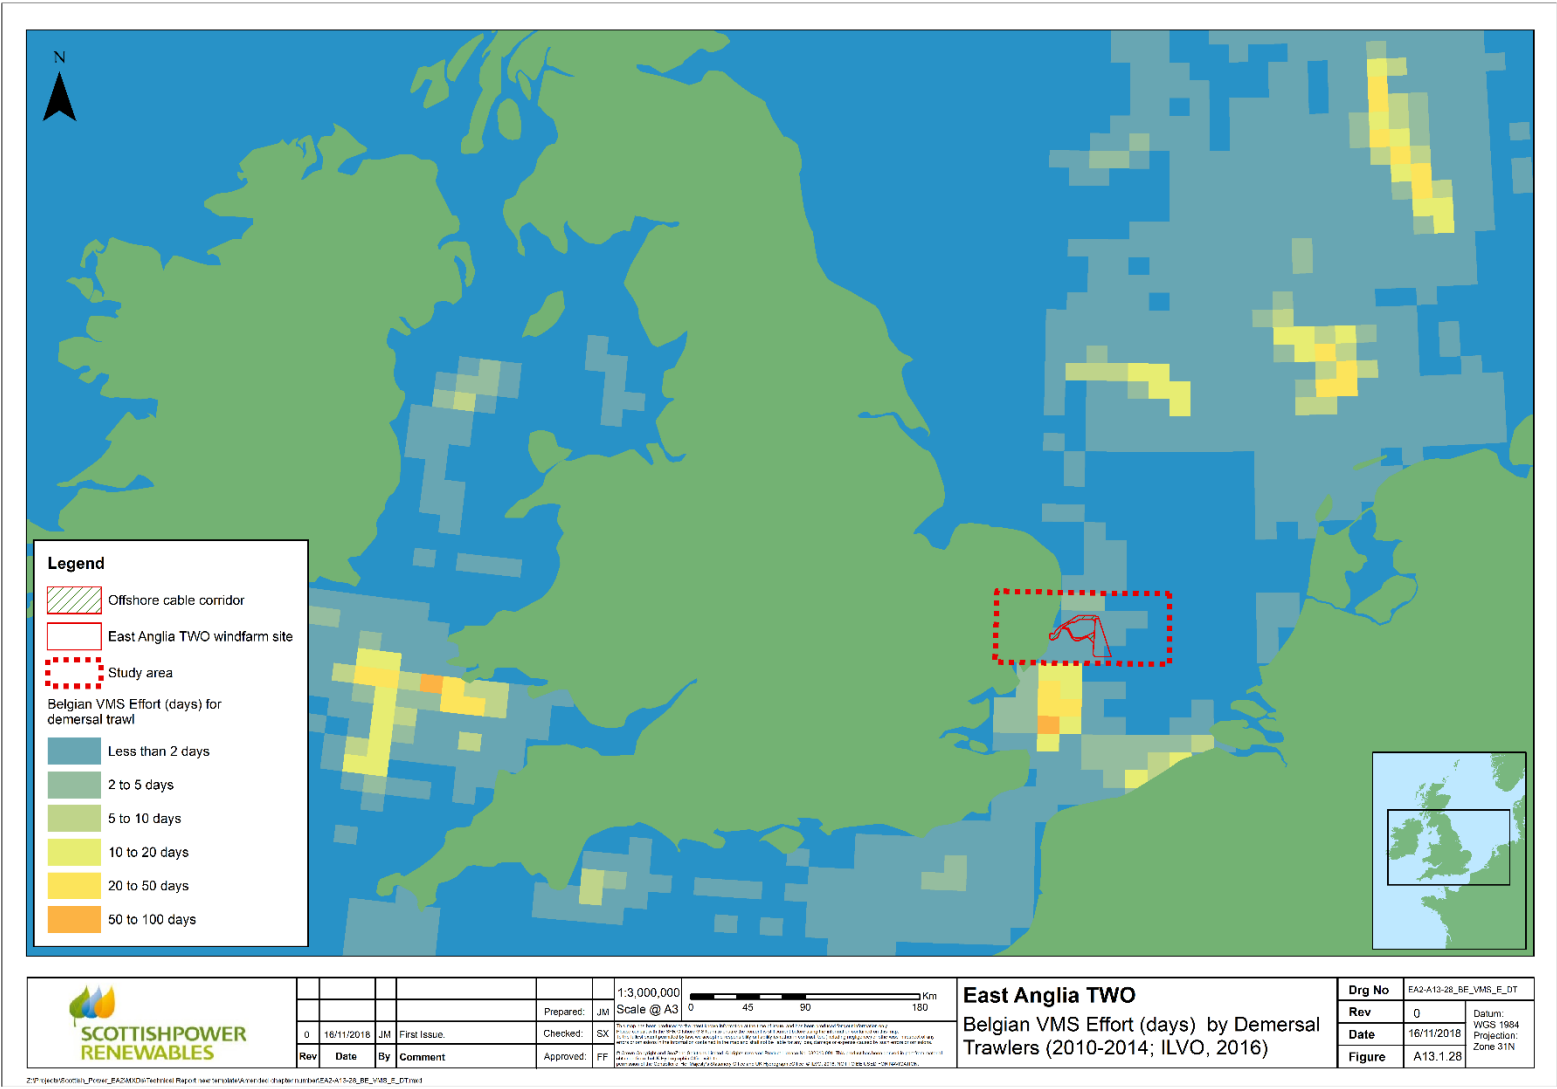 N
Legend
Offshore cable corridor
East Anglia TWO windfarm site
Study area
Belgian VMS Effort (days) for
demersal trawl
Less than 2 days
2 to 5 days
5 to 10 days
10 to 20 days
20 to 50 days
50 to 100 days
SCOTTISHPOWER
RENEWABLES
0 16/11/2018 JM First Issue.
Rev Date By Comment
Prepared: JM
Checked: SX
Approved: FF
1:3,000,000
Scale @ A3
Km
0 45 90 180
East Anglia TWO
Belgian VMS Effort (days) by Demersal
Trawlers (2010-2014; ILVO, 2016)
Drg No EA2-A13-28_BE_VMS_E_DT
Rev 0
Date 16/11/2018
Figure A13.1.28
Datum:
WGS 1984
Projection:
Zone 31N